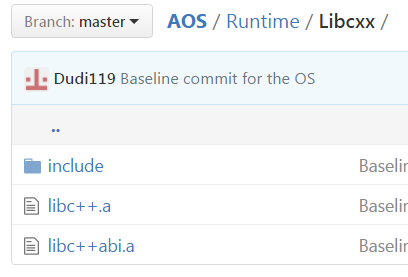 Branch: master AOS / Runtime / Libcxx /
Dudi119 Baseline commit for the OS
..
include Baselin
libc++.a Baselin
libc++abi.a Baselin